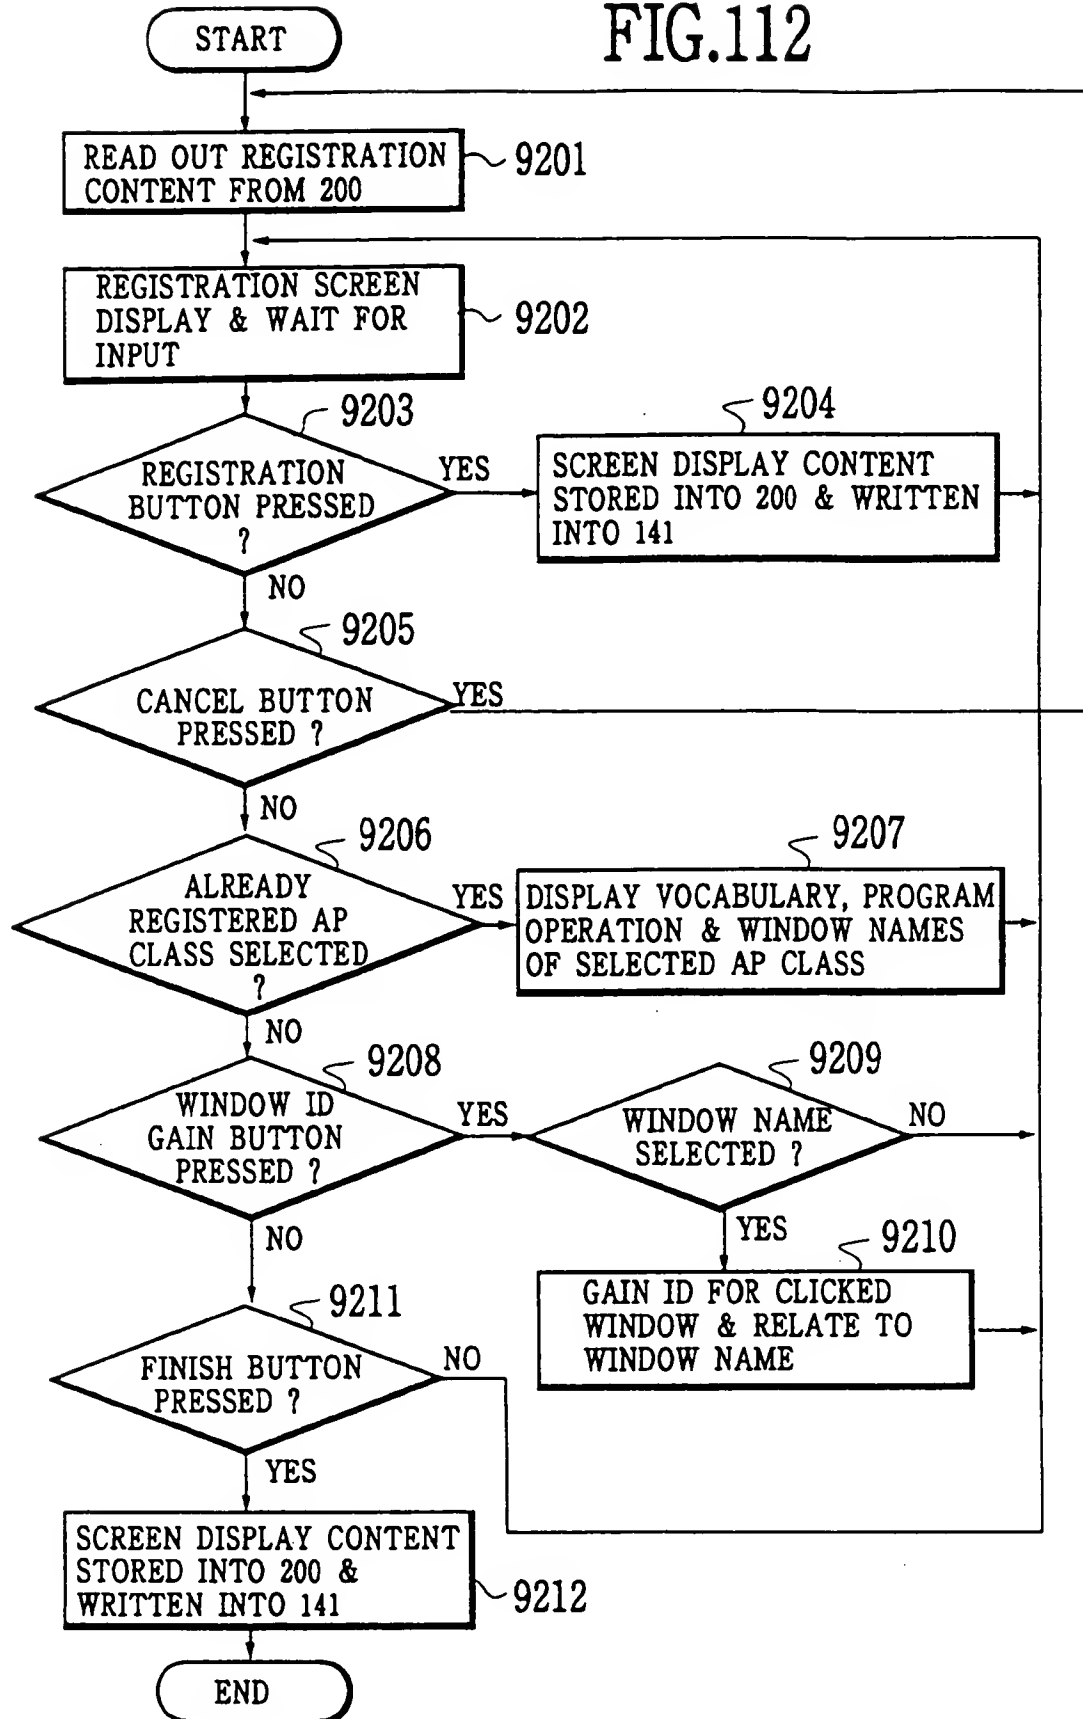 FIG.112
START
READ OUT REGISTRATION
CONTENT FROM 200
9201
REGISTRATION SCREEN
DISPLAY & WAIT FOR
INPUT
9202
9203
REGISTRATION
BUTTON PRESSED
?
YES
NO
9204
SCREEN DISPLAY CONTENT
STORED INTO 200 & WRITTEN
INTO 141
9205
CANCEL BUTTON
PRESSED ?
YES
NO
9206
ALREADY
REGISTERED AP
CLASS SELECTED
?
YES
NO
9207
DISPLAY VOCABULARY, PROGRAM
OPERATION & WINDOW NAMES
OF SELECTED AP CLASS
9208
WINDOW ID
GAIN BUTTON
PRESSED ?
YES
NO
9209
WINDOW NAME
SELECTED ?
NO
YES
9210
GAIN ID FOR CLICKED
WINDOW & RELATE TO
WINDOW NAME
9211
FINISH BUTTON
PRESSED ?
NO
YES
SCREEN DISPLAY CONTENT
STORED INTO 200 &
WRITTEN INTO 141
9212
END